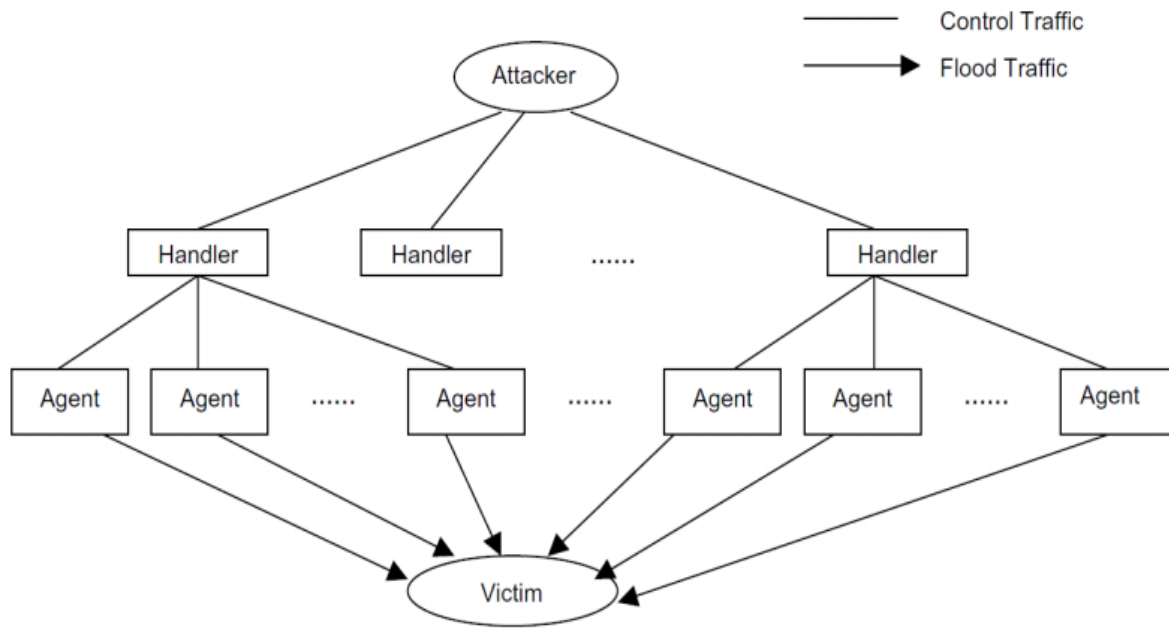 Control Traffic
Attacker
Flood Traffic
Handler Handler ...... Handler
Agent Agent ...... Agent ...... Agent Agent ...... Agent
Victim